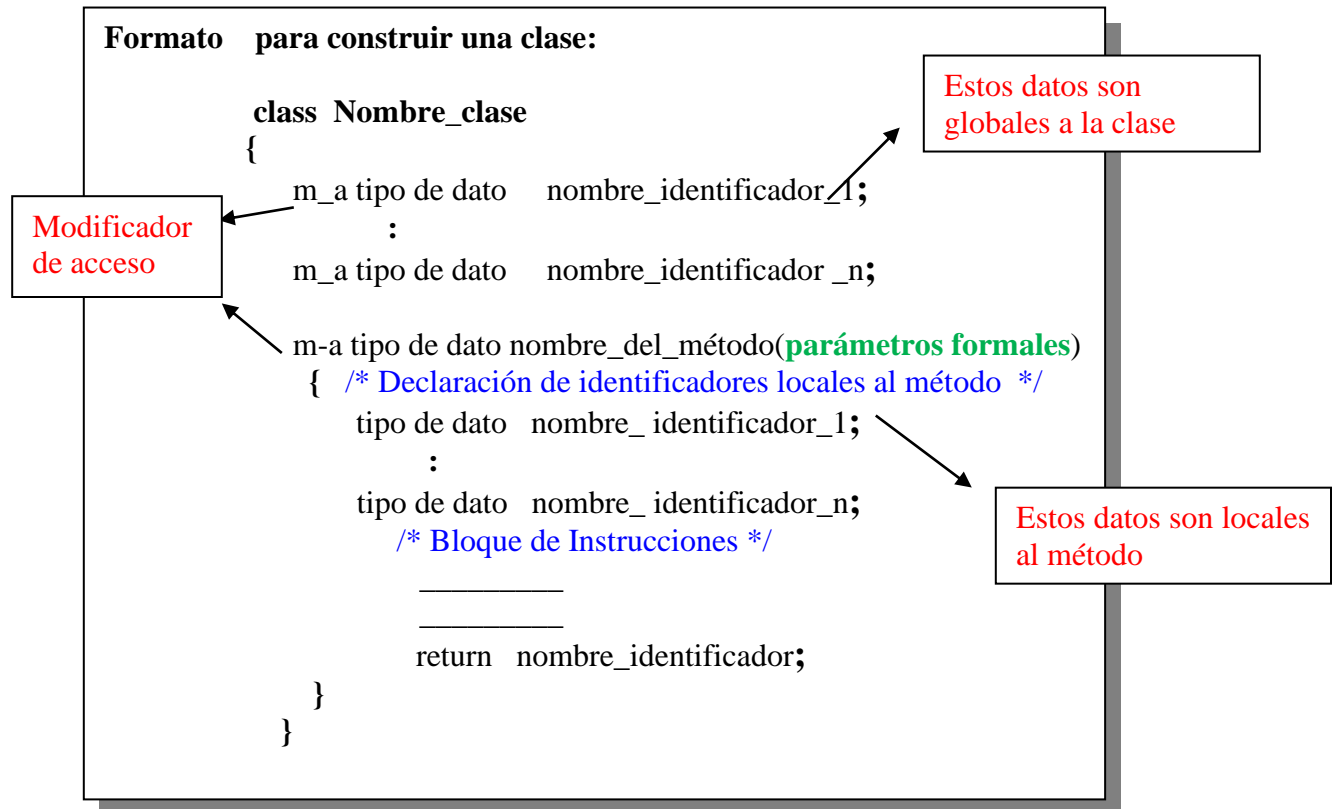 Formato para construir una clase:
Estos datos son
globales a la clase
class Nombre_clase
{
m_a tipo de dato nombre_identificador_1;
Modificador
de acceso
:
m_a tipo de dato nombre_identificador _n;
m-a tipo de dato nombre_del_método(parámetros formales)
{ /* Declaración de identificadores locales al método */
tipo de dato nombre_ identificador_1;
:
tipo de dato nombre_ identificador_n;
Estos datos son locales
al método
/* Bloque de Instrucciones */
_________
_________
return nombre_identificador;
}
}